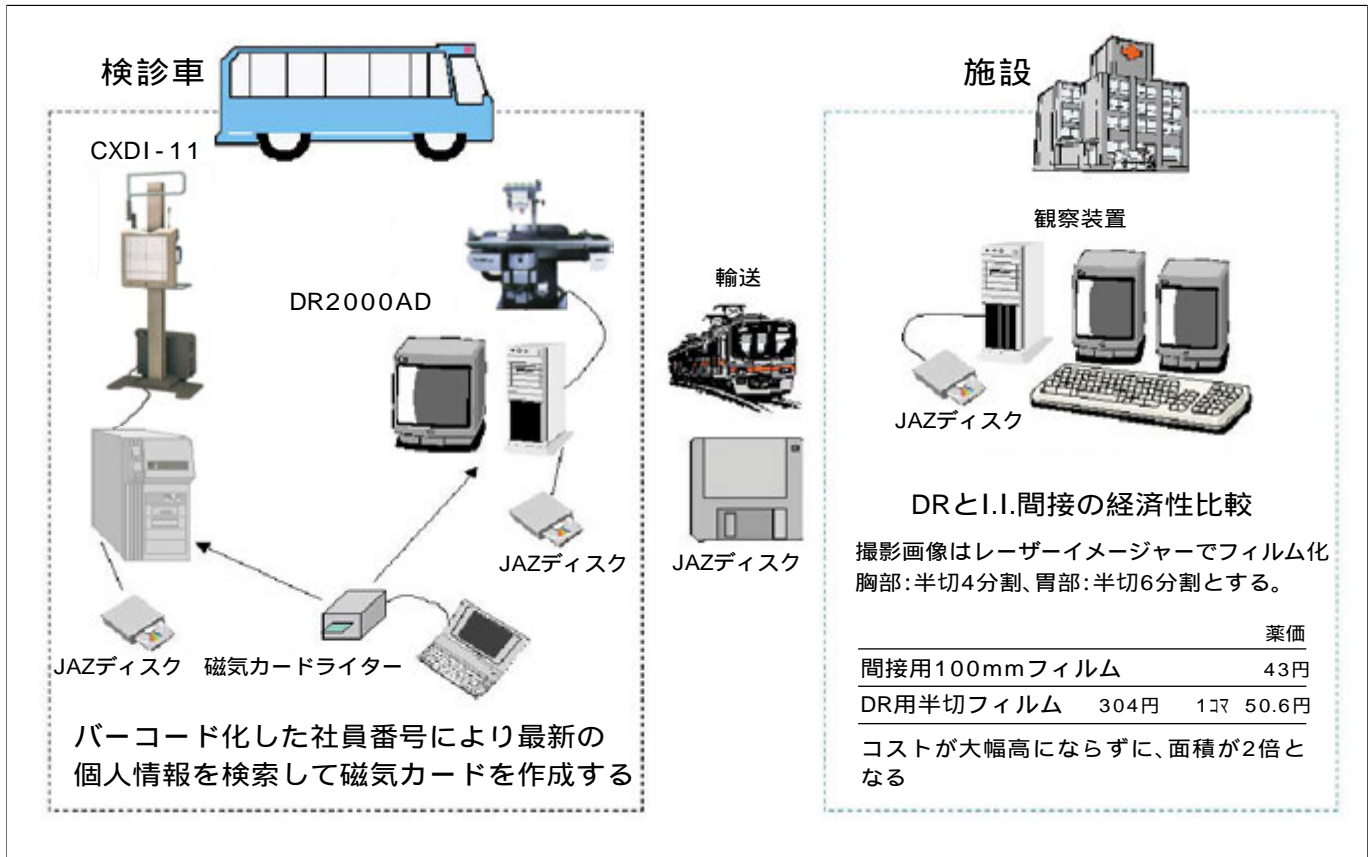 検診車
CXDI-11
DR2000AD
JAZディスク
JAZディスク
磁気カードライター
バーコード化した社員番号により最新の
個人情報を検索して磁気カードを作成する
輸送
JAZディスク
施設
観察装置
JAZディスク
DRとI.I.間接の経済性比較
撮影画像はレーザーイメージャーでフィルム化
胸部:半切4分割、胃部:半切6分割とする。
薬価
間接用100mmフィルム 43円
DR用半切フィルム 304円 1コマ 50.6円
コストが大幅高にならずに、面積が2倍と
なる